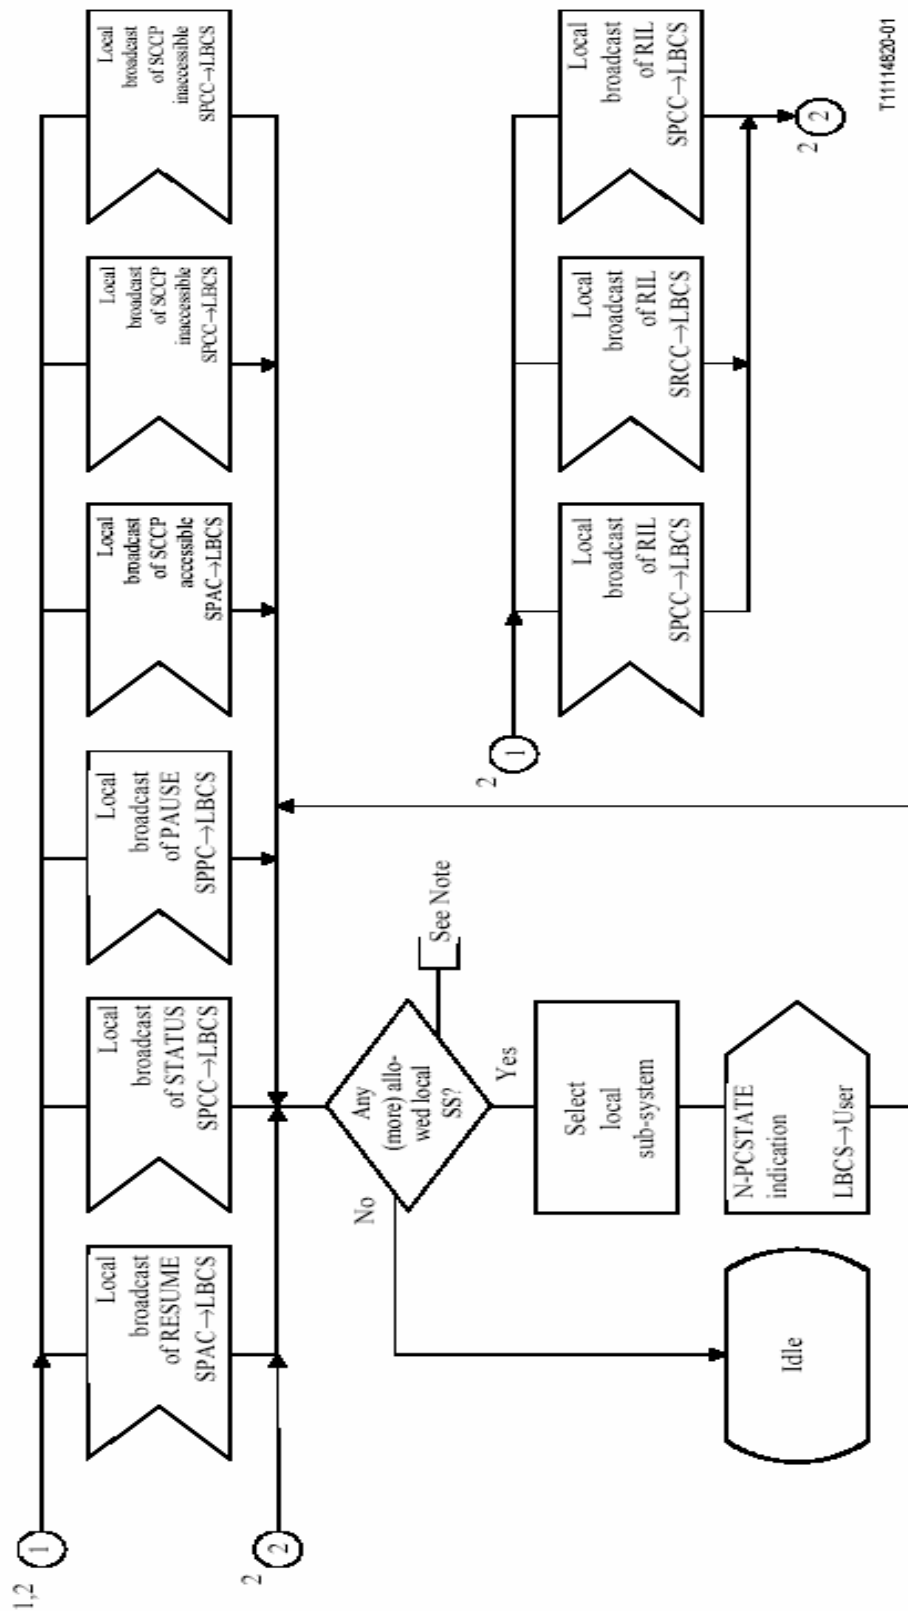 1,2
1
Local
broadcast
of RESUME
SPAC→LBCS
Local
broadcast
of STATUS
SPCC→LBCS
Local
broadcast
of PAUSE
SPPC→LBCS
Local
broadcast
of SCCP
accessible
SPAC→LBCS
Local
broadcast
of SCCP
inaccessible
SPCC→LBCS
Local
broadcast
of SCCP
inaccessible
SPCC→LBCS
2
2
Any
(more) allo-
wed local
SS?
See Note
No
Yes
Select
local
sub-system
N-PCSTATE
indication
LBCS→User
Idle
2
1
Local
broadcast
of RIL
SPCC→LBCS
Local
broadcast
of RIL
SRCC→LBCS
Local
broadcast
of RIL
SPCC→LBCS
2
2
T11114820-01